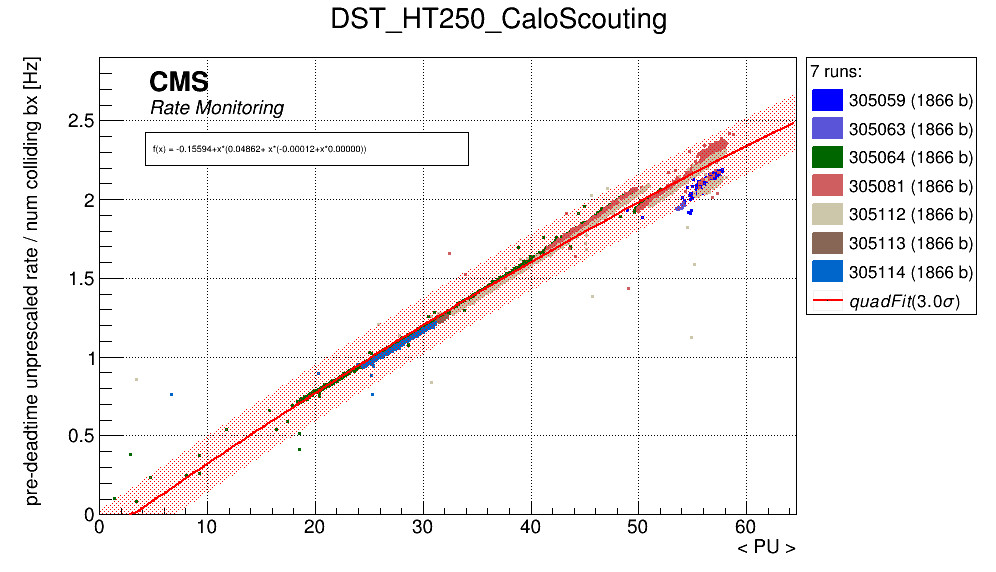 DST_HT250_CaloScouting
pre-deadtime unprescaled rate / num colliding bx [Hz]
CMS
Rate Monitoring
f(x) = -0.15594+x*(0.04862+ x*(-0.00012+x*0.00000))
2.5
2
1.5
1
0.5
0
0 10 20 30 40 50 60
< PU >
7 runs:
305059 (1866 b)
305063 (1866 b)
305064 (1866 b)
305081 (1866 b)
305112 (1866 b)
305113 (1866 b)
305114 (1866 b)
quadFit(3.0σ)